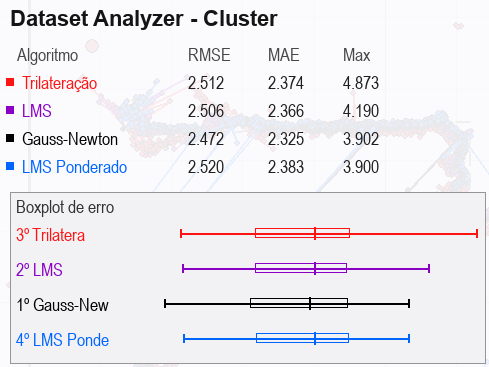 Dataset Analyzer - Cluster
Algoritmo RMSE MAE Max
Trilateração 2.512 2.374 4.873
LMS 2.506 2.366 4.190
Gauss-Newton 2.472 2.325 3.902
LMS Ponderado 2.520 2.383 3.900
Boxplot de erro
3º Trilatera
2º LMS
1º Gauss-New
4º LMS Ponde